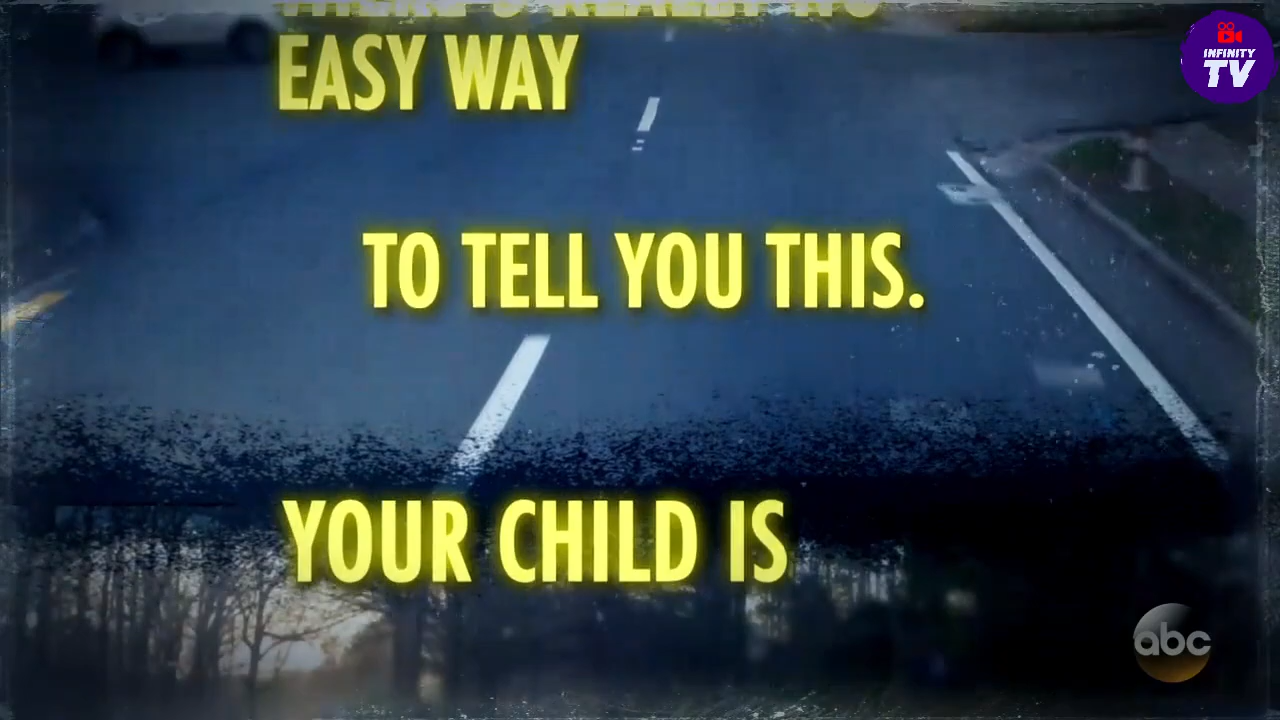 EASY WAY
TO TELL YOU THIS.
YOUR CHILD IS
INFINITY
TV
abc